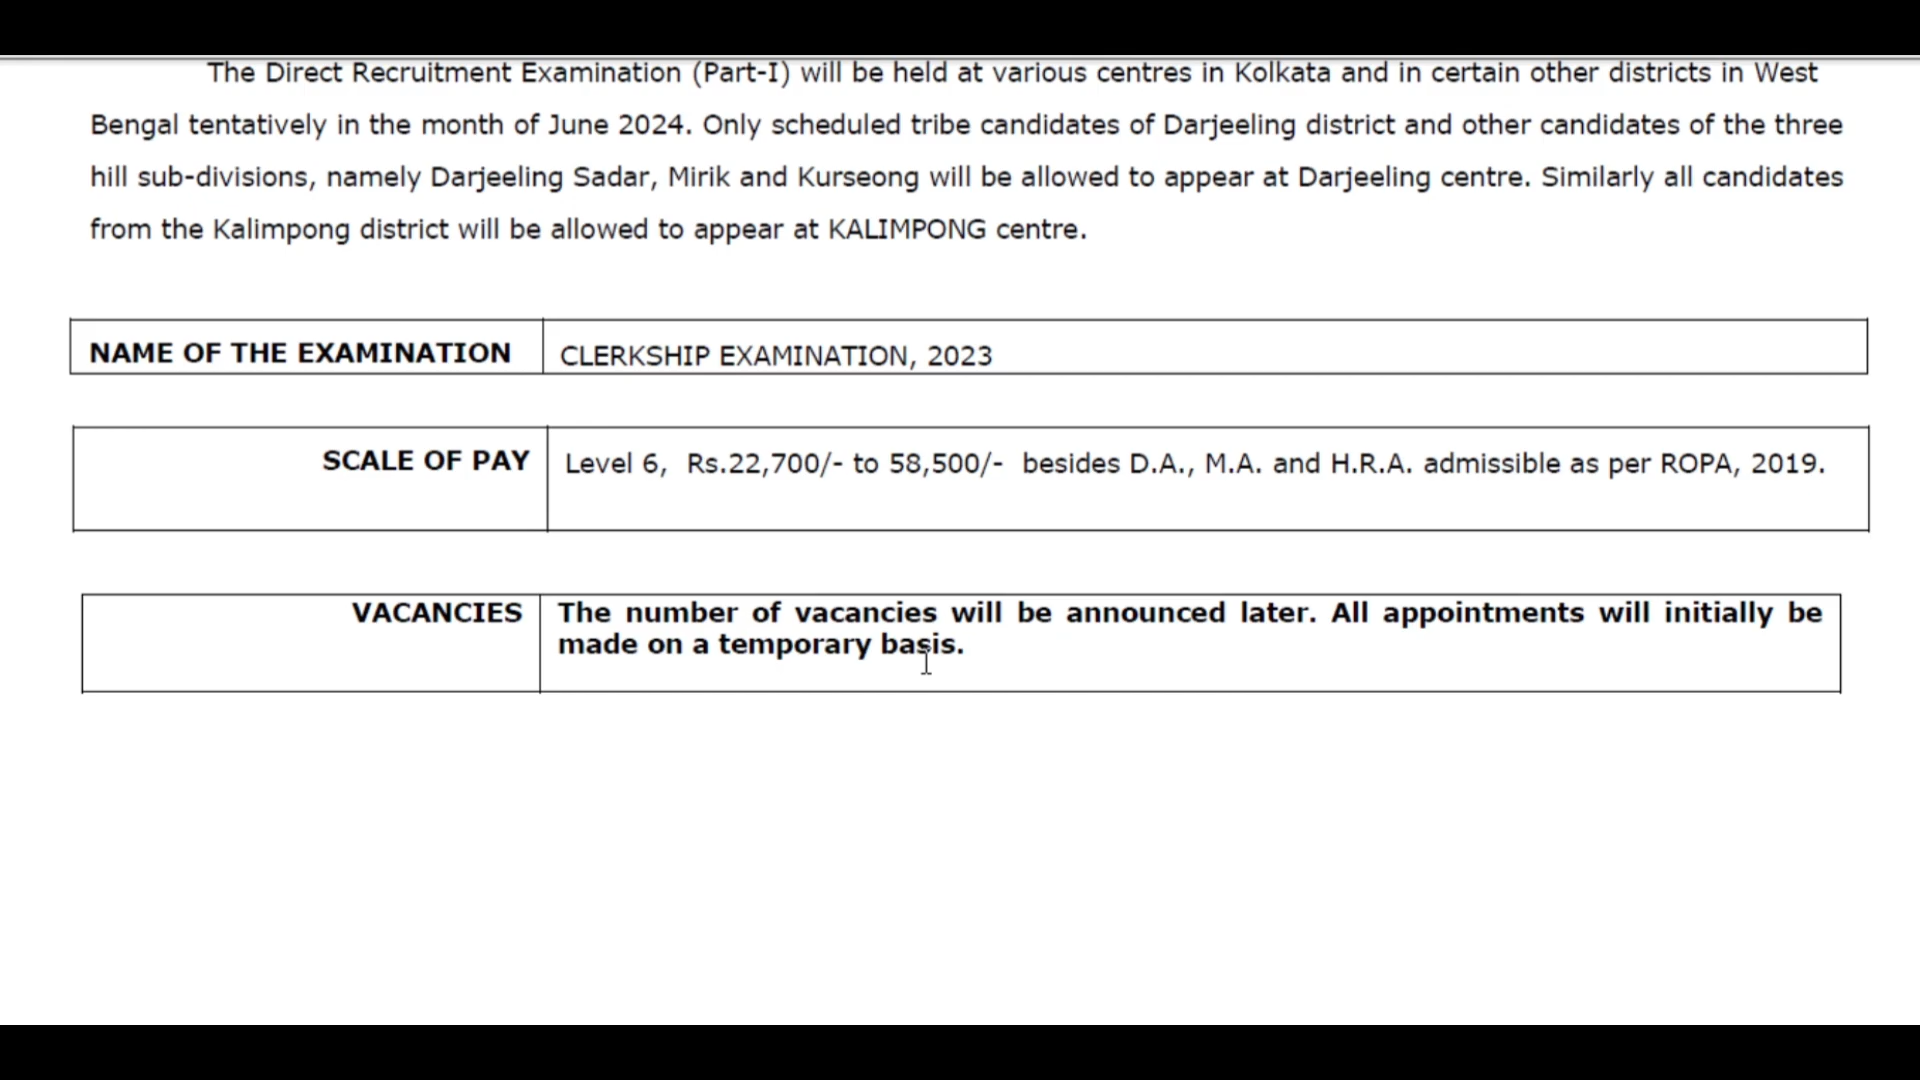 The Direct Recruitment Examination (Part-I) will be held at various centres in Kolkata and in certain other districts in West
Bengal tentatively in the month of June 2024. Only scheduled tribe candidates of Darjeeling district and other candidates of the three
hill sub-divisions, namely Darjeeling Sadar, Mirik and Kurseong will be allowed to appear at Darjeeling centre. Similarly all candidates
from the Kalimpong district will be allowed to appear at KALIMPONG centre.
NAME OF THE EXAMINATION CLERKSHIP EXAMINATION, 2023
SCALE OF PAY Level 6, Rs.22,700/- to 58,500/- besides D.A., M.A. and H.R.A. admissible as per ROPA, 2019.
VACANCIES The number of vacancies will be announced later. All appointments will initially be
made on a temporary basis.